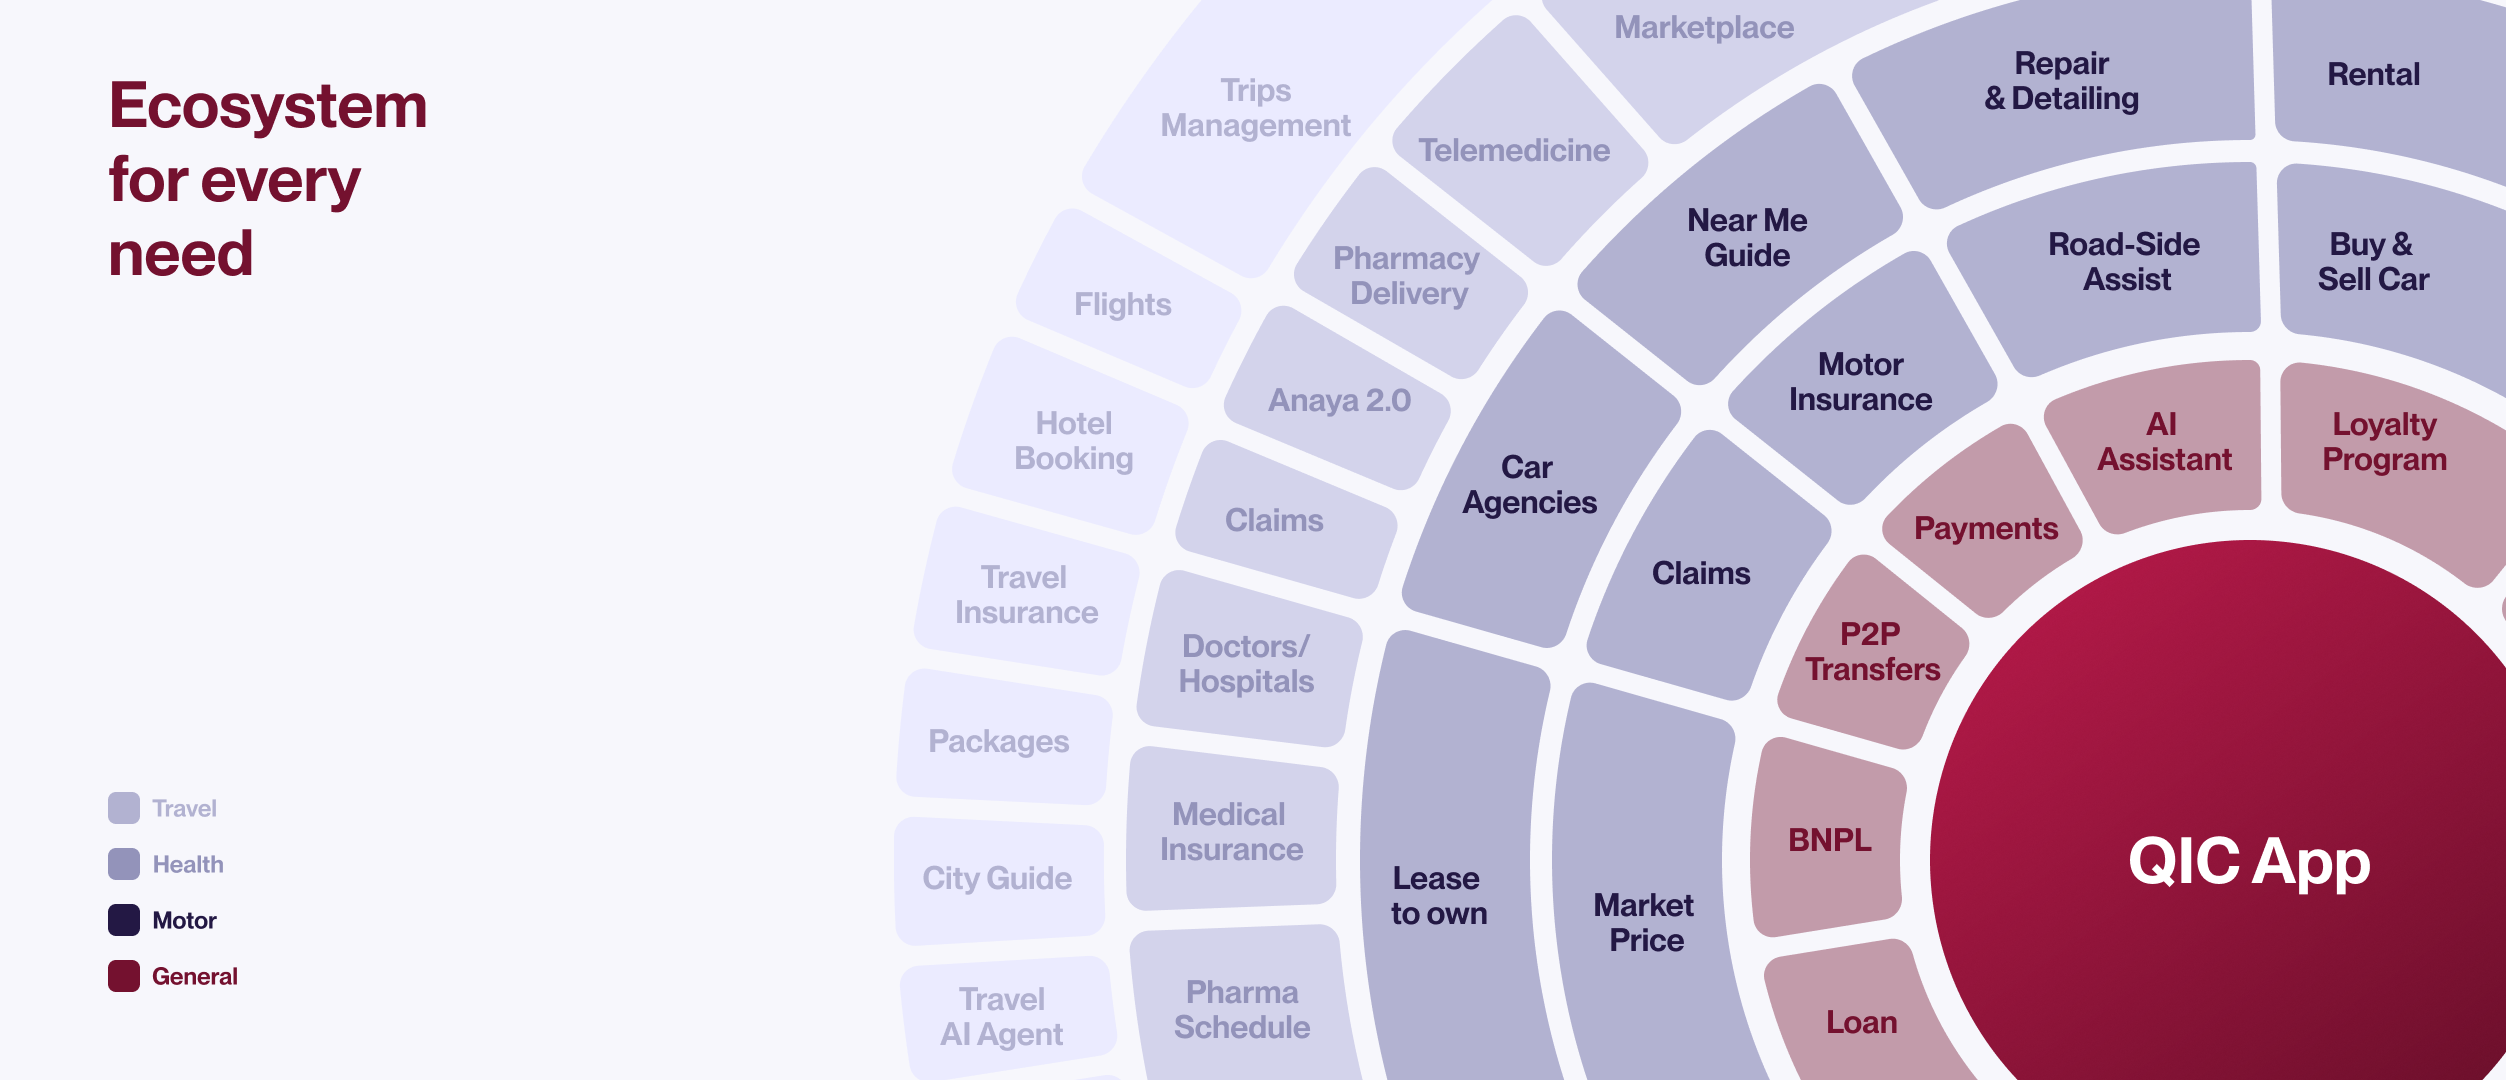 Ecosystem
for every
need
Travel
Health
Motor
General
Trips
Management
Flights
Hotel
Booking
Travel
Insurance
Packages
City Guide
Travel
AI Agent
Marketplace
Telemedicine
Pharmacy
Delivery
Anaya 2.0
Claims
Doctors/
Hospitals
Medical
Insurance
Pharma
Schedule
Rental
Repair
& Detailing
Near Me
Guide
Car
Agencies
Lease
to own
Buy &
Sell Car
Road-Side
Assist
Motor
Insurance
Claims
Market
Price
Loyalty
Program
AI
Assistant
Payments
P2P
Transfers
BNPL
Loan
QIC App